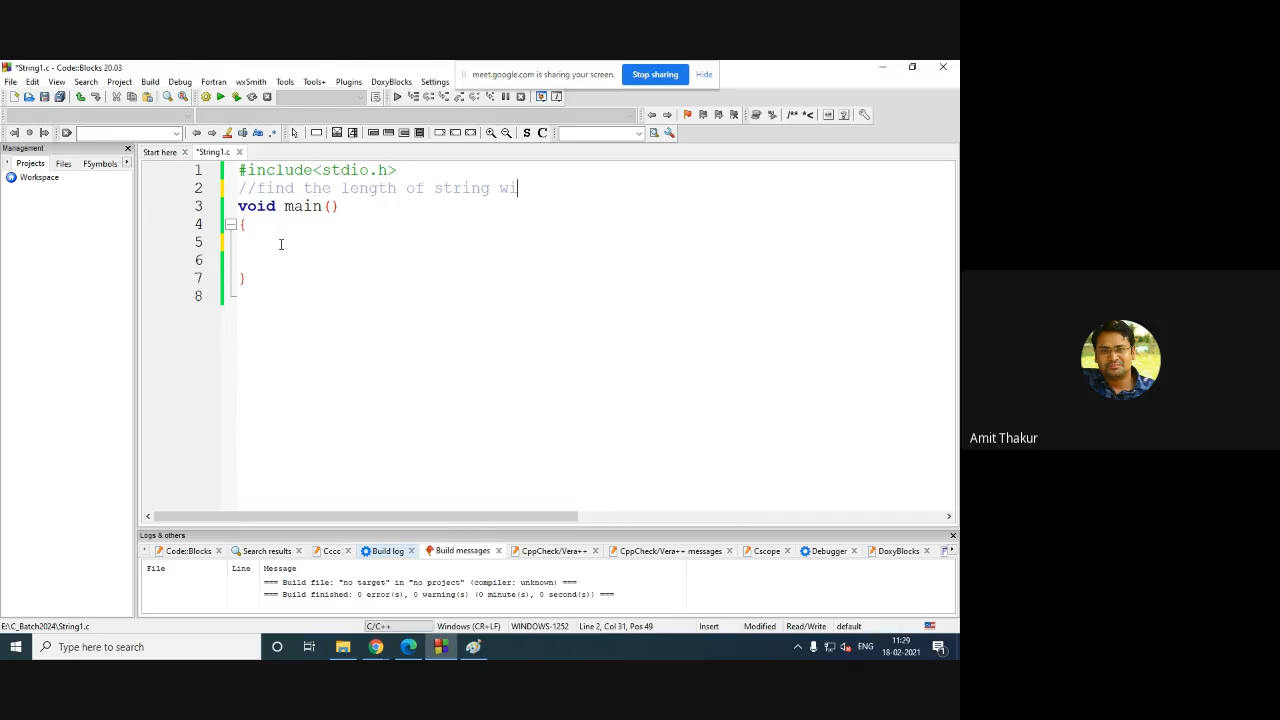 *String1.c - Code::Blocks 20.03
meet.google.com is sharing your screen.
Stop sharing
Hide
File Edit View Search Project Build Debug Fortran wxSmith Tools Tools+ Plugins DoxyBlocks Settings
Management
Projects Files FSymbols
Workspace
Start here
*String1.c
1 #include<stdio.h>
2 //find the length of string wi
3 void main()
4 {
5
6
7 }
8
Logs & others
Code::Blocks Search results Cccc Build log Build messages CppCheck/Vera++ CppCheck/Vera++ messages Cscope Debugger DoxyBlocks
File Line Message
=== Build file: "no target" in "no project" (compiler: unknown) ===
=== Build finished: 0 error(s), 0 warning(s) (0 minute(s), 0 second(s)) ===
E:\C_Batch2024\String1.c C/C++ Windows (CR+LF) WINDOWS-1252 Line 2, Col 31, Pos 49 Insert Modified Read/Write default
Type here to search
ENG
11:29
18-02-2021
Amit Thakur